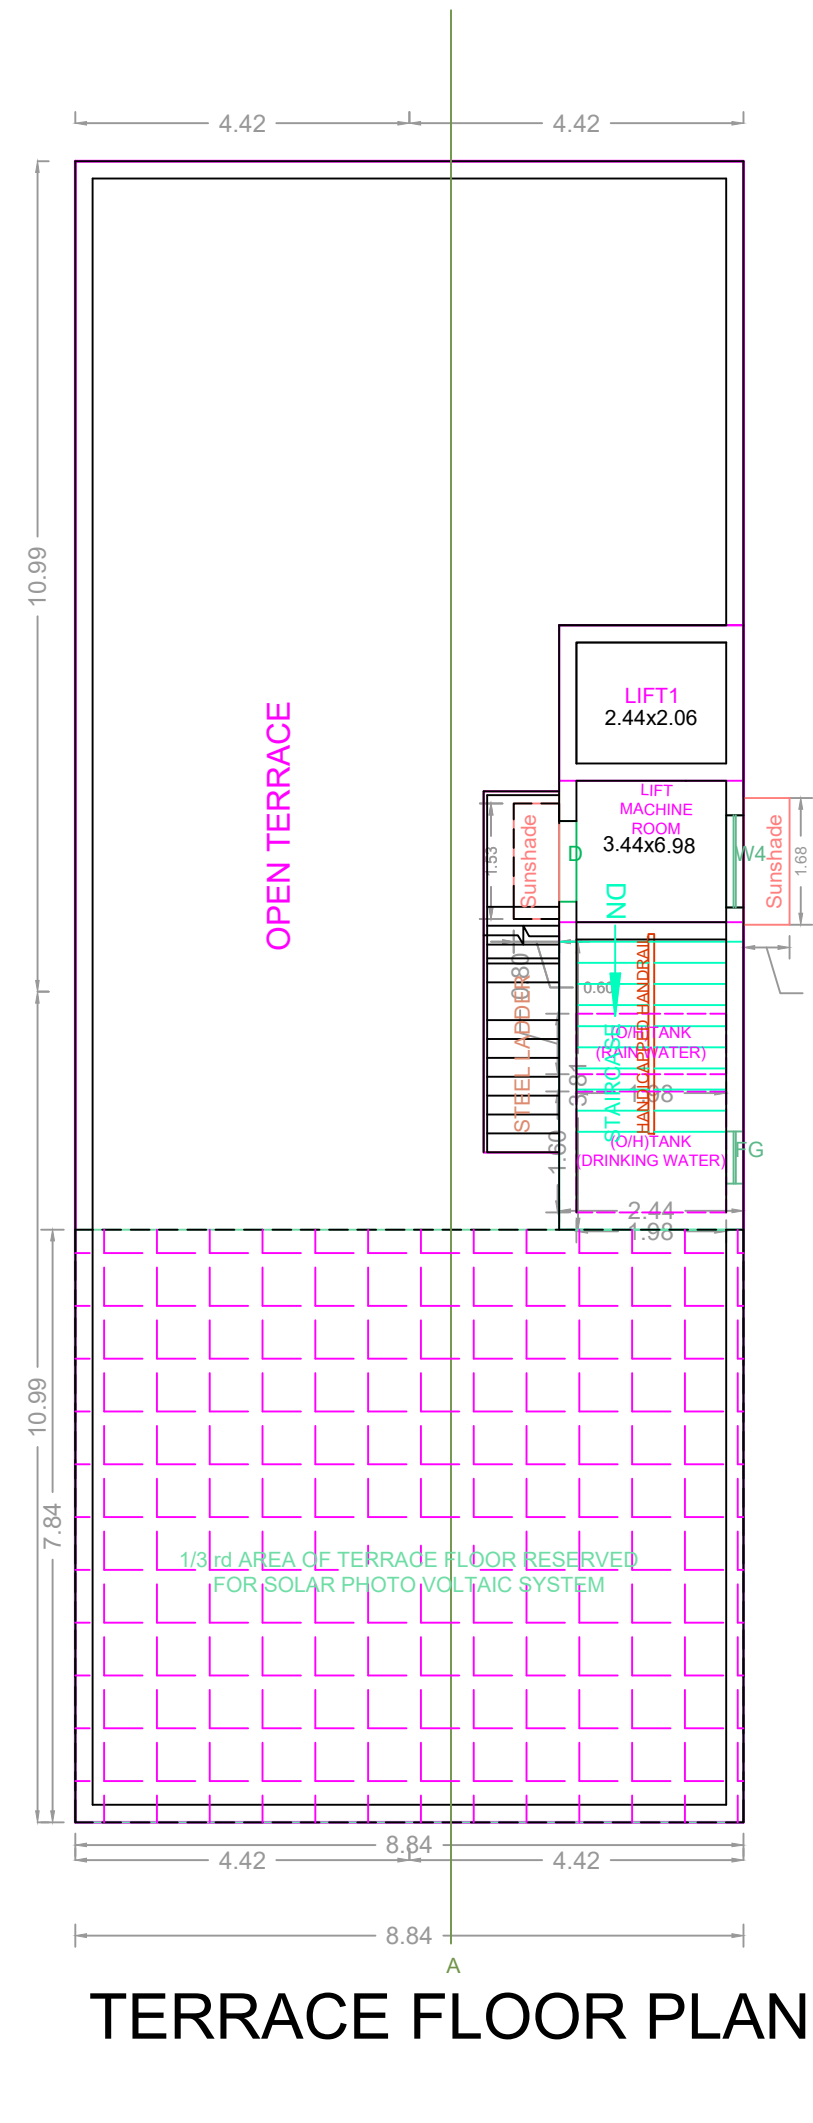 4.42
4.42
10.99
LIFT1
2.44x2.06
OPEN TERRACE
LIFT
MACHINE
ROOM
3.44x6.98
Sunshade
D
W4
Sunshade
1.53
1.68
DN
0.80
0.60
STEEL LADDER
STAIRCASE
HANDICAPPED HANDRAIL
(O/H)TANK
(RAIN WATER)
3.81
1.98
1.60
(O/H)TANK
(DRINKING WATER)
FG
2.44
1.98
10.99
7.84
1/3 rd AREA OF TERRACE FLOOR RESERVED
FOR SOLAR PHOTO VOLTAIC SYSTEM
8.84
4.42
4.42
8.84
A
TERRACE FLOOR PLAN